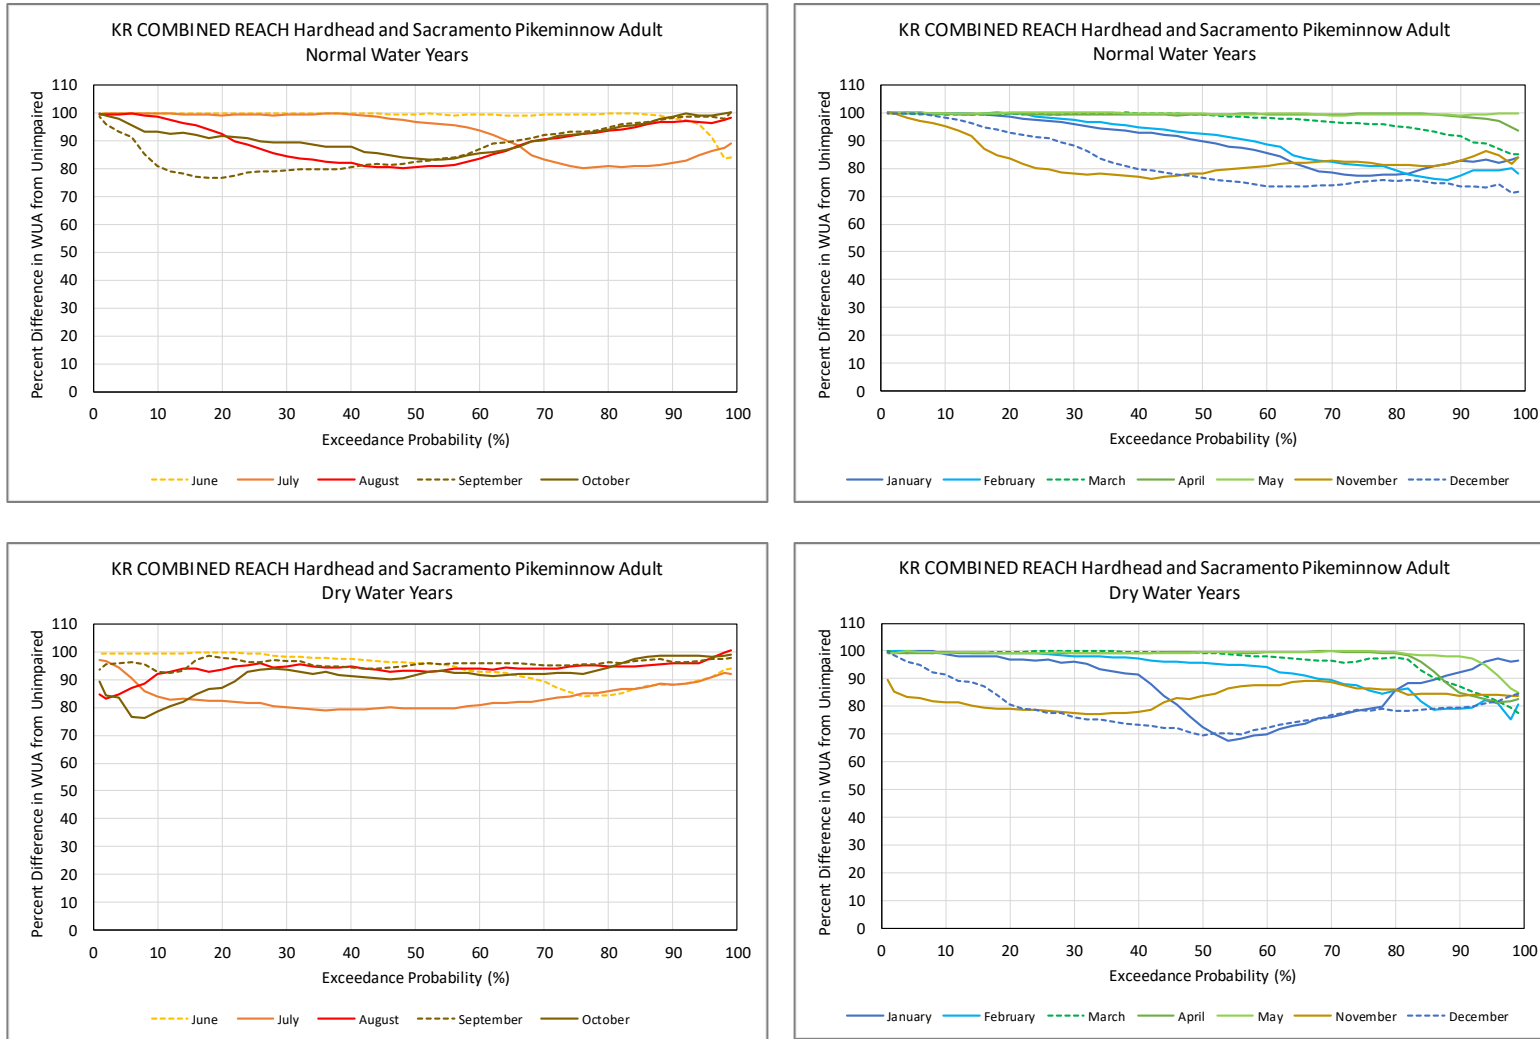 KR COMBINED REACH Hardhead and Sacramento Pikeminnow Adult
Normal Water Years
Percent Difference in WUA from Unimpaired
110
100
90
80
70
60
50
40
30
20
10
0
0 10 20 30 40 50 60 70 80 90 100
Exceedance Probability (%)
June July August September October
KR COMBINED REACH Hardhead and Sacramento Pikeminnow Adult
Normal Water Years
Percent Difference in WUA from Unimpaired
110
100
90
80
70
60
50
40
30
20
10
0
0 10 20 30 40 50 60 70 80 90 100
Exceedance Probability (%)
January February March April May November December
KR COMBINED REACH Hardhead and Sacramento Pikeminnow Adult
Dry Water Years
Percent Difference in WUA from Unimpaired
110
100
90
80
70
60
50
40
30
20
10
0
0 10 20 30 40 50 60 70 80 90 100
Exceedance Probability (%)
June July August September October
KR COMBINED REACH Hardhead and Sacramento Pikeminnow Adult
Dry Water Years
Percent Difference in WUA from Unimpaired
110
100
90
80
70
60
50
40
30
20
10
0
0 10 20 30 40 50 60 70 80 90 100
Exceedance Probability (%)
January February March April May November December